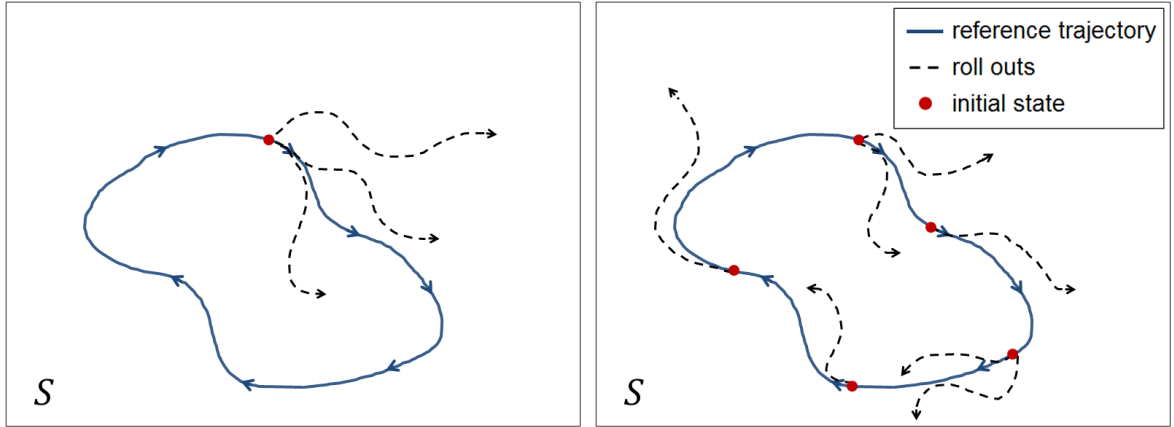 reference trajectory
roll outs
initial state
S
S